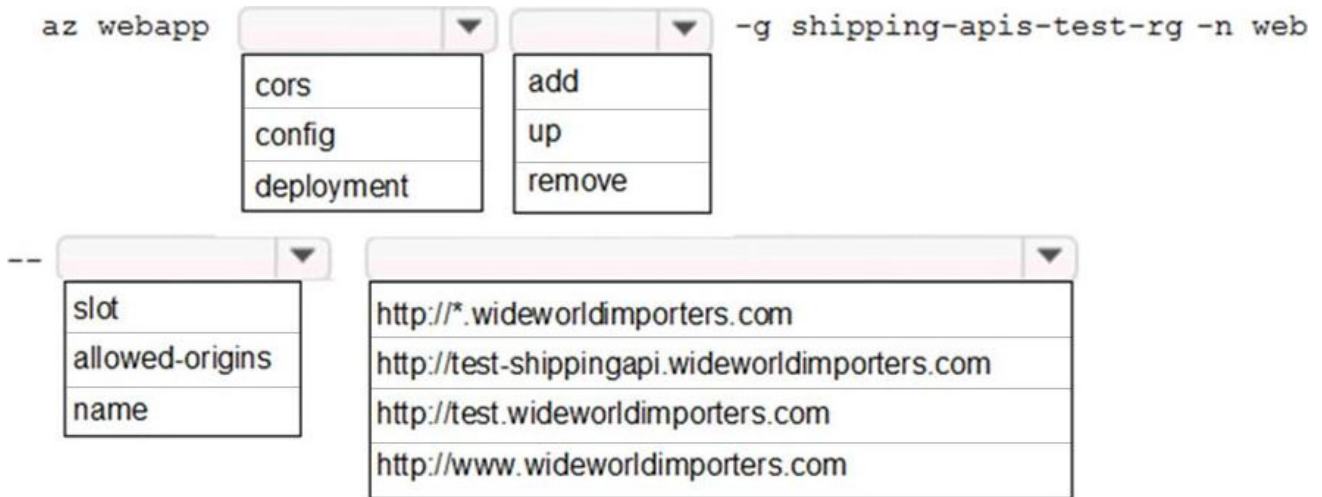 az webapp -g shipping-apis-test-rg -n web
cors
config
deployment
add
up
remove
--
slot
allowed-origins
name
http://*.wideworldimporters.com
http://test-shippingapi.wideworldimporters.com
http://test.wideworldimporters.com
http://www.wideworldimporters.com